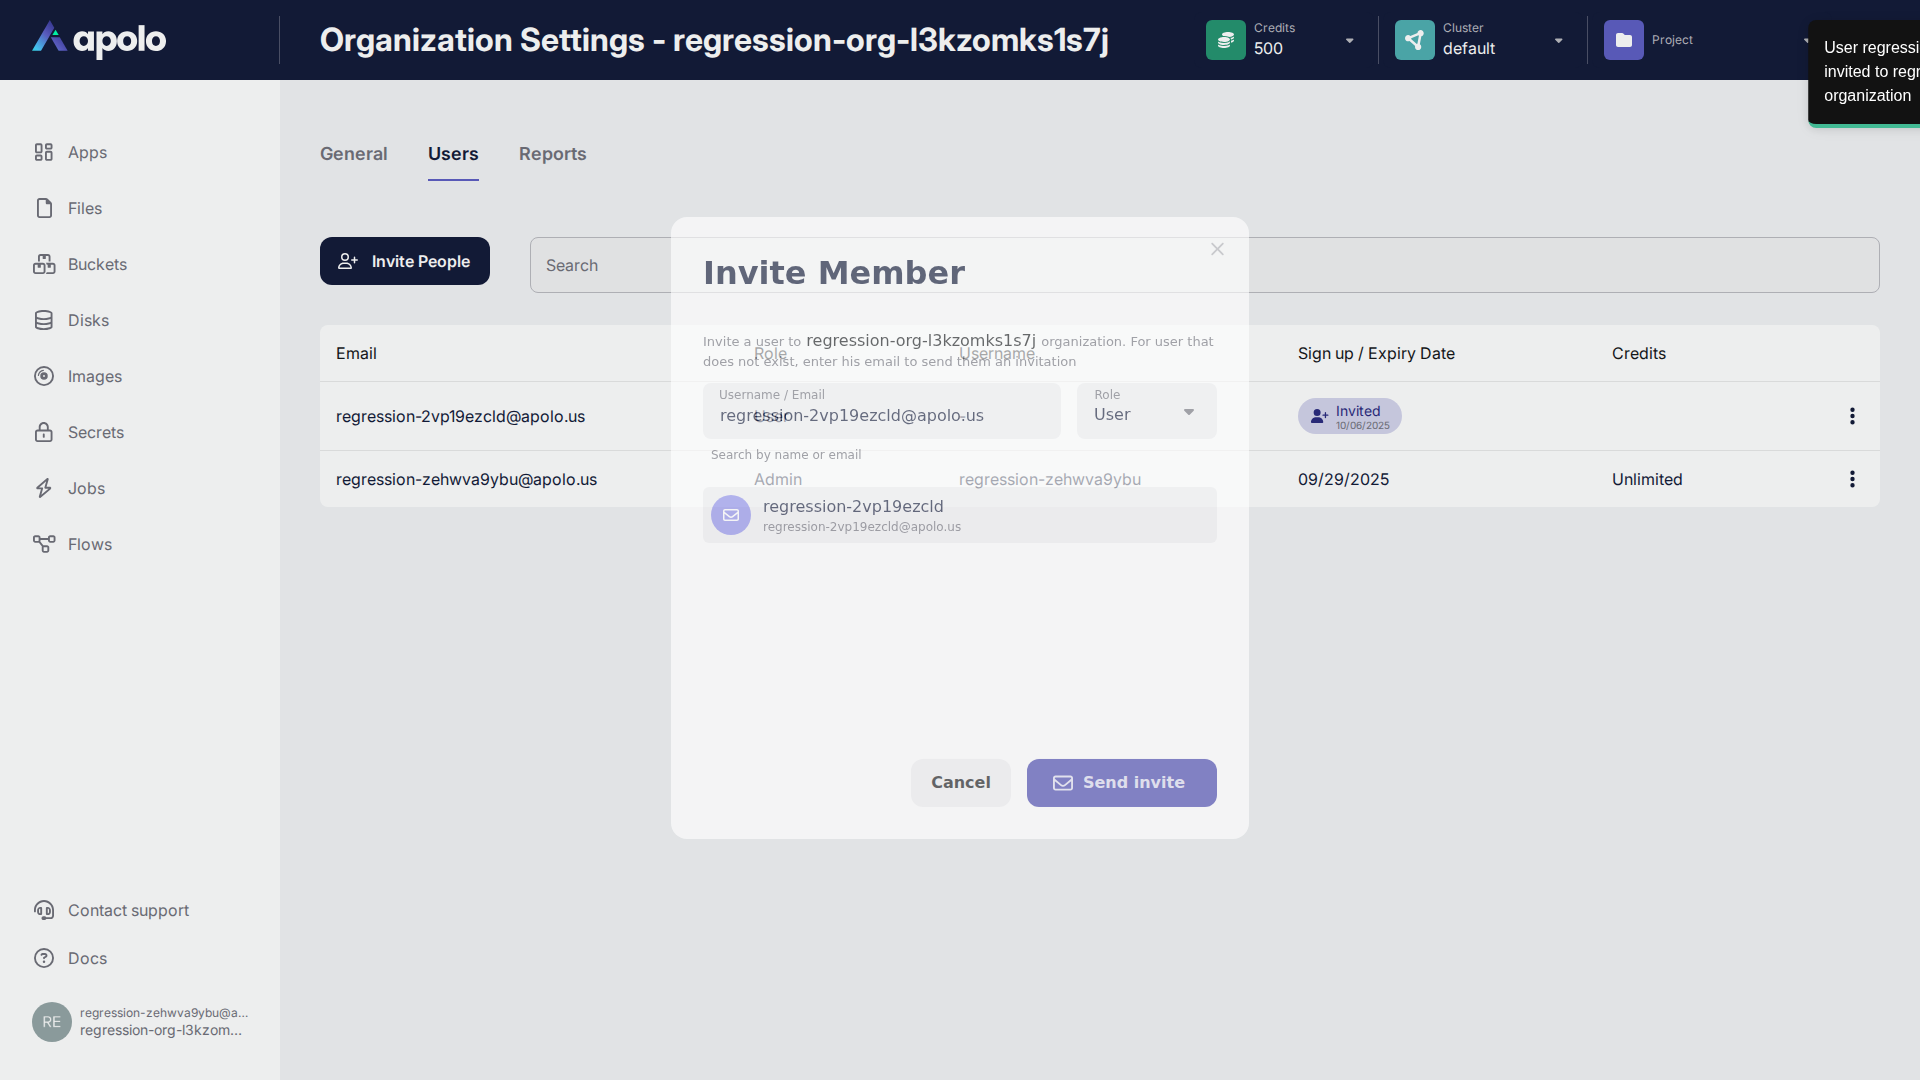 apolo
Organization Settings - regression-org-l3kzomks1s7j
Credits
500
Cluster
default
Project
User regressi
invited to regr
organization
Apps
Files
Buckets
Disks
Images
Secrets
Jobs
Flows
Contact support
Docs
RE
regression-zehwva9ybu@a...
regression-org-l3kzom...
General
Users
Reports
Invite People
Search
Email
Role
Username
Sign up / Expiry Date
Credits
regression-2vp19ezcld@apolo.us
User
-
Invited
10/06/2025
regression-zehwva9ybu@apolo.us
Admin
regression-zehwva9ybu
09/29/2025
Unlimited
Invite Member
Invite a user to regression-org-l3kzomks1s7j organization. For user that
does not exist, enter his email to send them an invitation
Username / Email
regression-2vp19ezcld@apolo.us
Role
User
Search by name or email
regression-2vp19ezcld
regression-2vp19ezcld@apolo.us
Cancel
Send invite